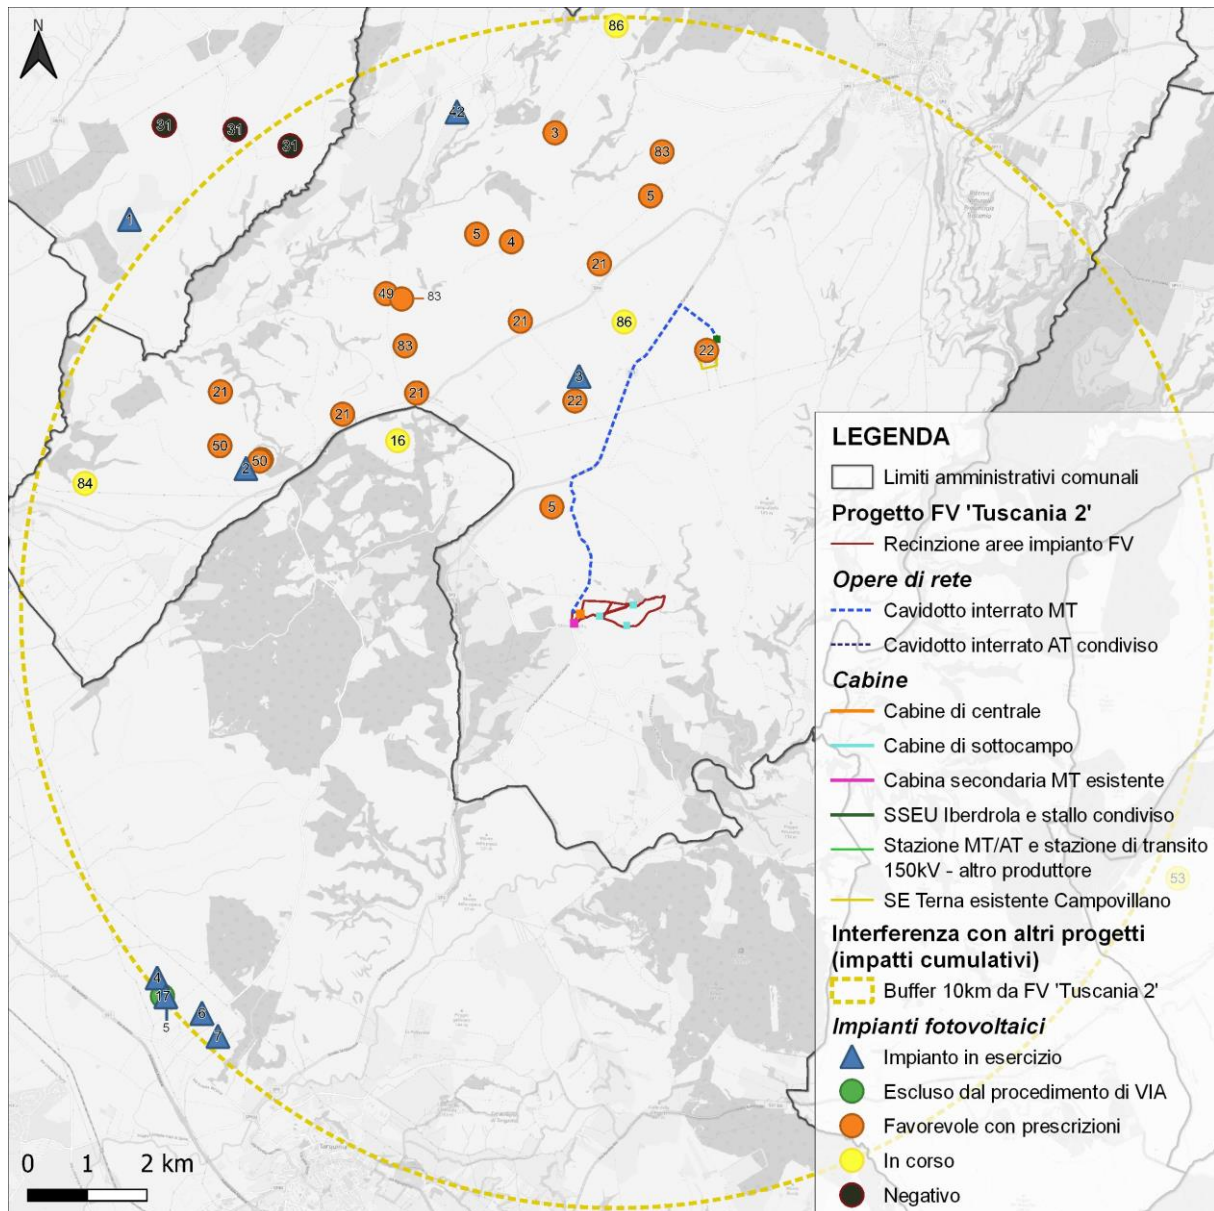 N
86
42
31
31
31
3
83
5
1
5
4
21
49
83
21
86
83
22
3
21
21
22
21
16
50
50
2
84
5
LEGENDA
Limiti amministrativi comunali
Progetto FV 'Tuscania 2'
Recinzione aree impianto FV
Opere di rete
Cavidotto interrato MT
Cavidotto interrato AT condiviso
Cabine
Cabine di centrale
Cabine di sottocampo
Cabina secondaria MT esistente
SSEU Iberdrola e stallo condiviso
Stazione MT/AT e stazione di transito
150kV - altro produttore
53
SE Terna esistente Campovillano
Interferenza con altri progetti
(impatti cumulativi)
Buffer 10km da FV 'Tuscania 2'
Impianti fotovoltaici
Impianto in esercizio
Escluso dal procedimento di VIA
Favorevole con prescrizioni
In corso
Negativo
4
17
5
6
7
Tarquinia
0 1 2 km